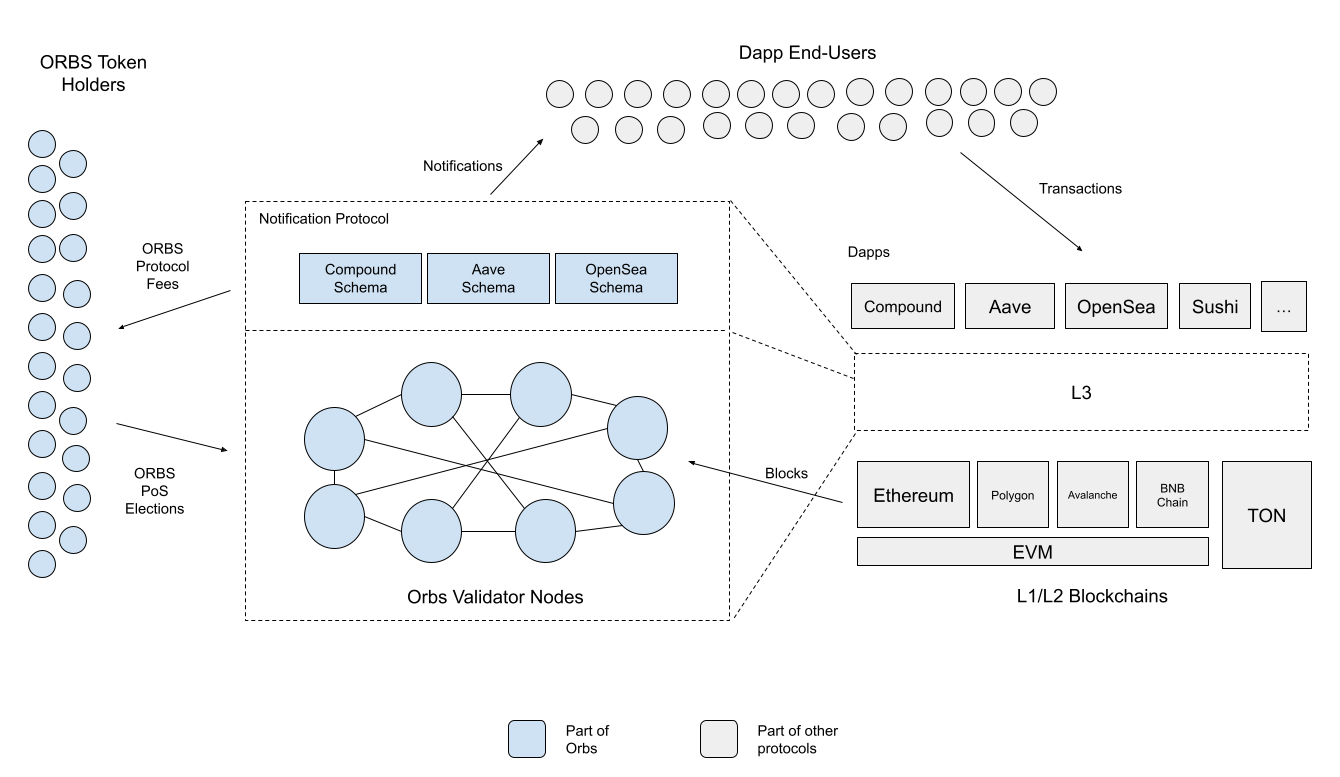 ORBS Token
Holders
Dapp End-Users
Notifications
Transactions
Notification Protocol
Compound
Schema
Aave
Schema
OpenSea
Schema
ORBS
Protocol
Fees
Dapps
Compound
Aave
OpenSea
Sushi
...
L3
ORBS
PoS
Elections
Blocks
Ethereum
Polygon
Avalanche
BNB
Chain
TON
EVM
Orbs Validator Nodes
L1/L2 Blockchains
Part of
Orbs
Part of other
protocols